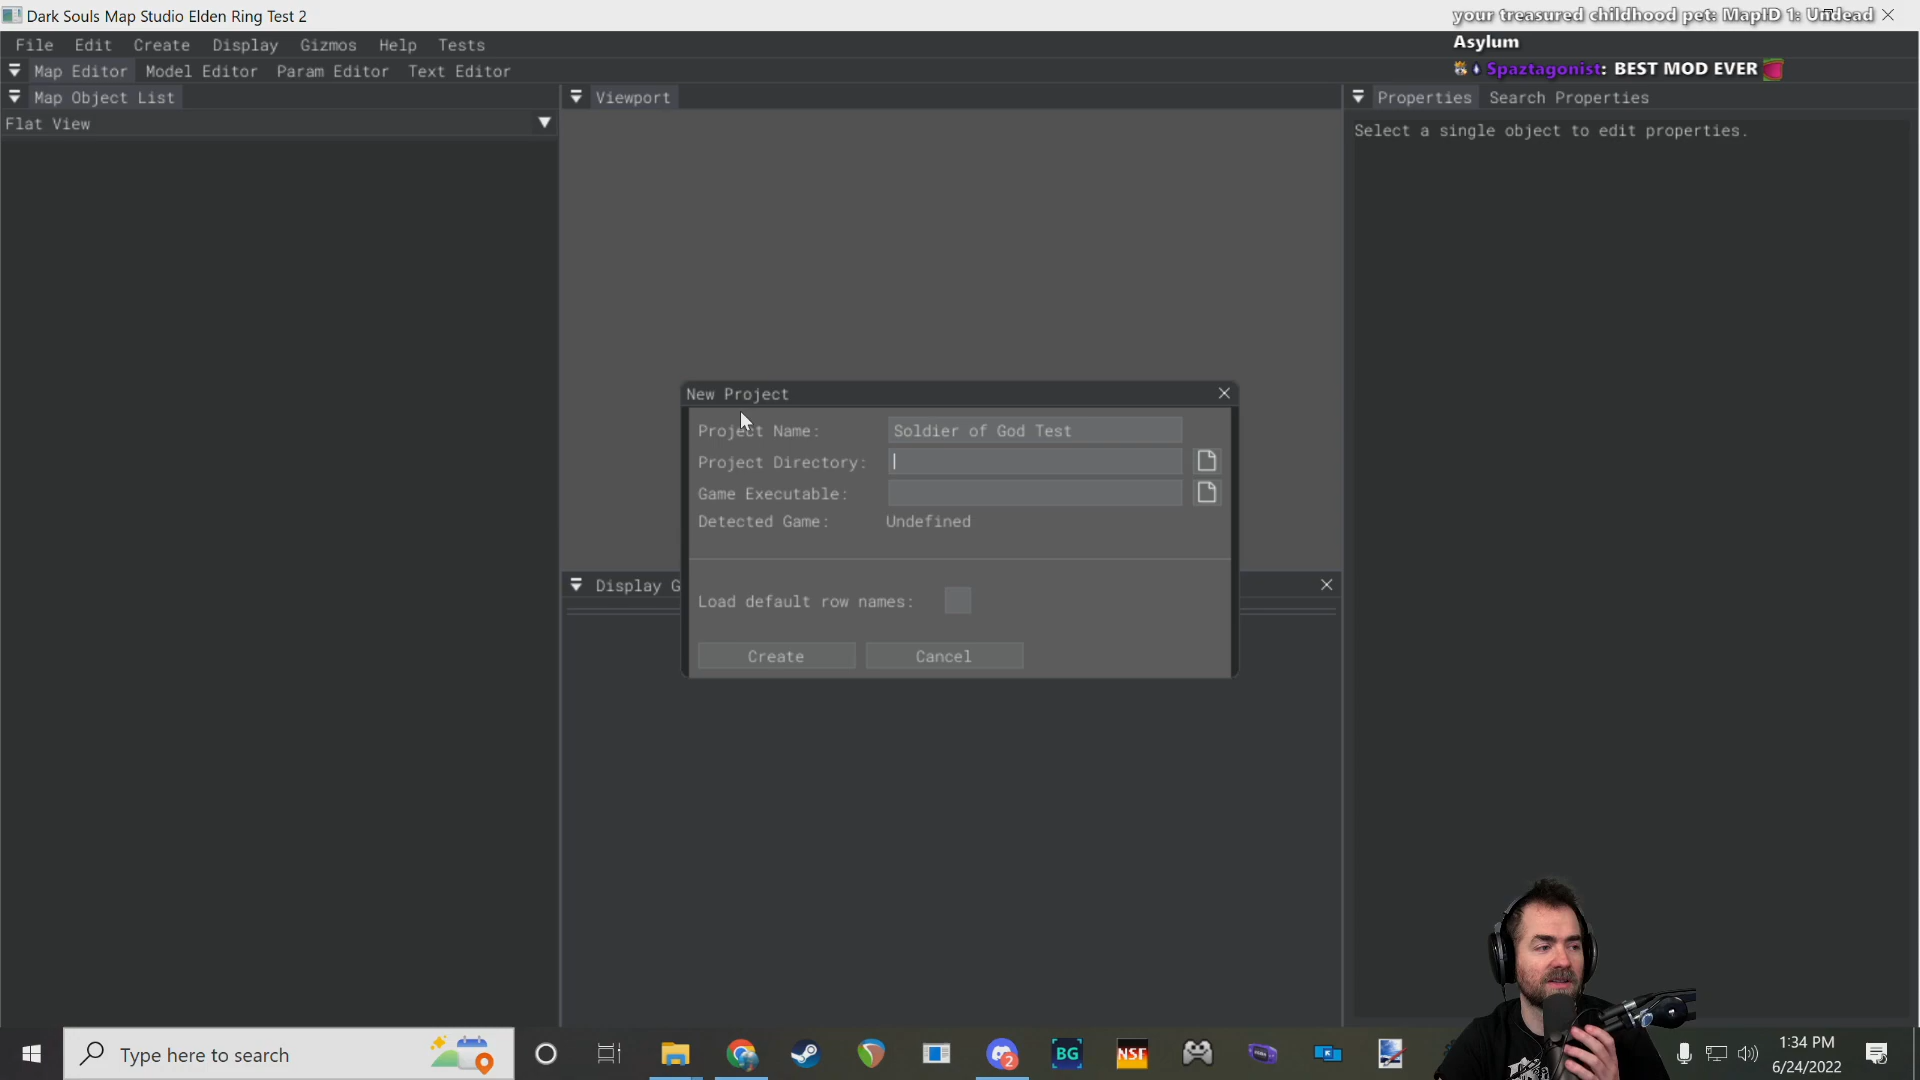 Dark Souls Map Studio Elden Ring Test 2
your treasured childhood pet: MapID 1: Undead
Asylum
Spaztagonist: BEST MOD EVER
File Edit Create Display Gizmos Help Tests
Map Editor Model Editor Param Editor Text Editor
Map Object List
Viewport
Properties Search Properties
Flat View
Select a single object to edit properties.
New Project
Project Name: Soldier of God Test
Project Directory:
Game Executable:
Detected Game: Undefined
Display G
Load default row names:
Create Cancel
Type here to search
2
BG
NSF
1:34 PM
6/24/2022